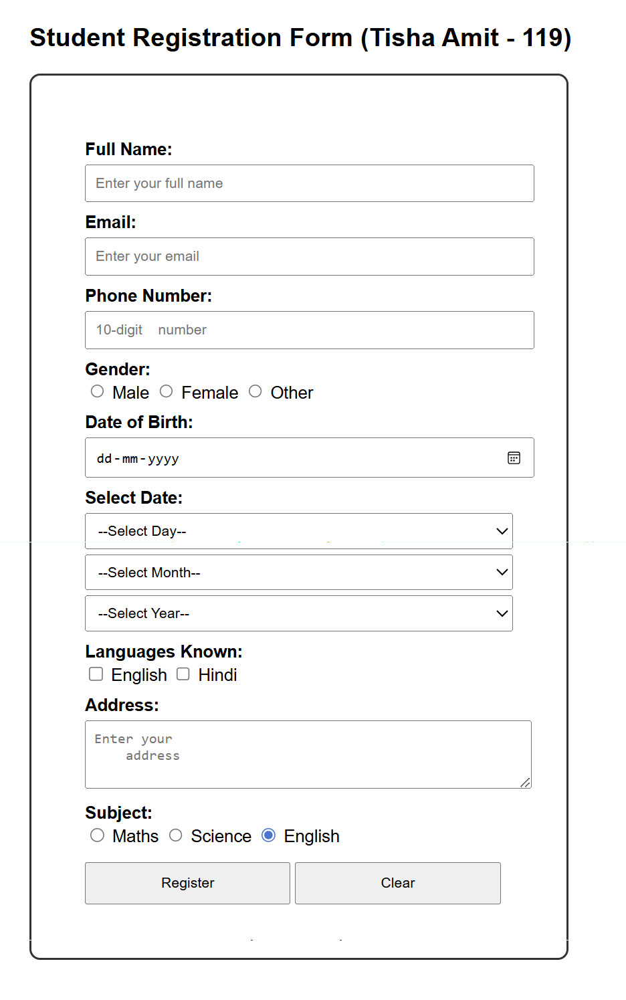 Student Registration Form (Tisha Amit - 119)
Full Name:
Enter your full name
Email:
Enter your email
Phone Number:
10-digit    number
Gender:
Male Female Other
Date of Birth:
dd-mm-yyyy
Select Date:
--Select Day--
--Select Month--
--Select Year--
Languages Known:
English Hindi
Address:
Enter your
    address
Subject:
Maths Science English
Register Clear